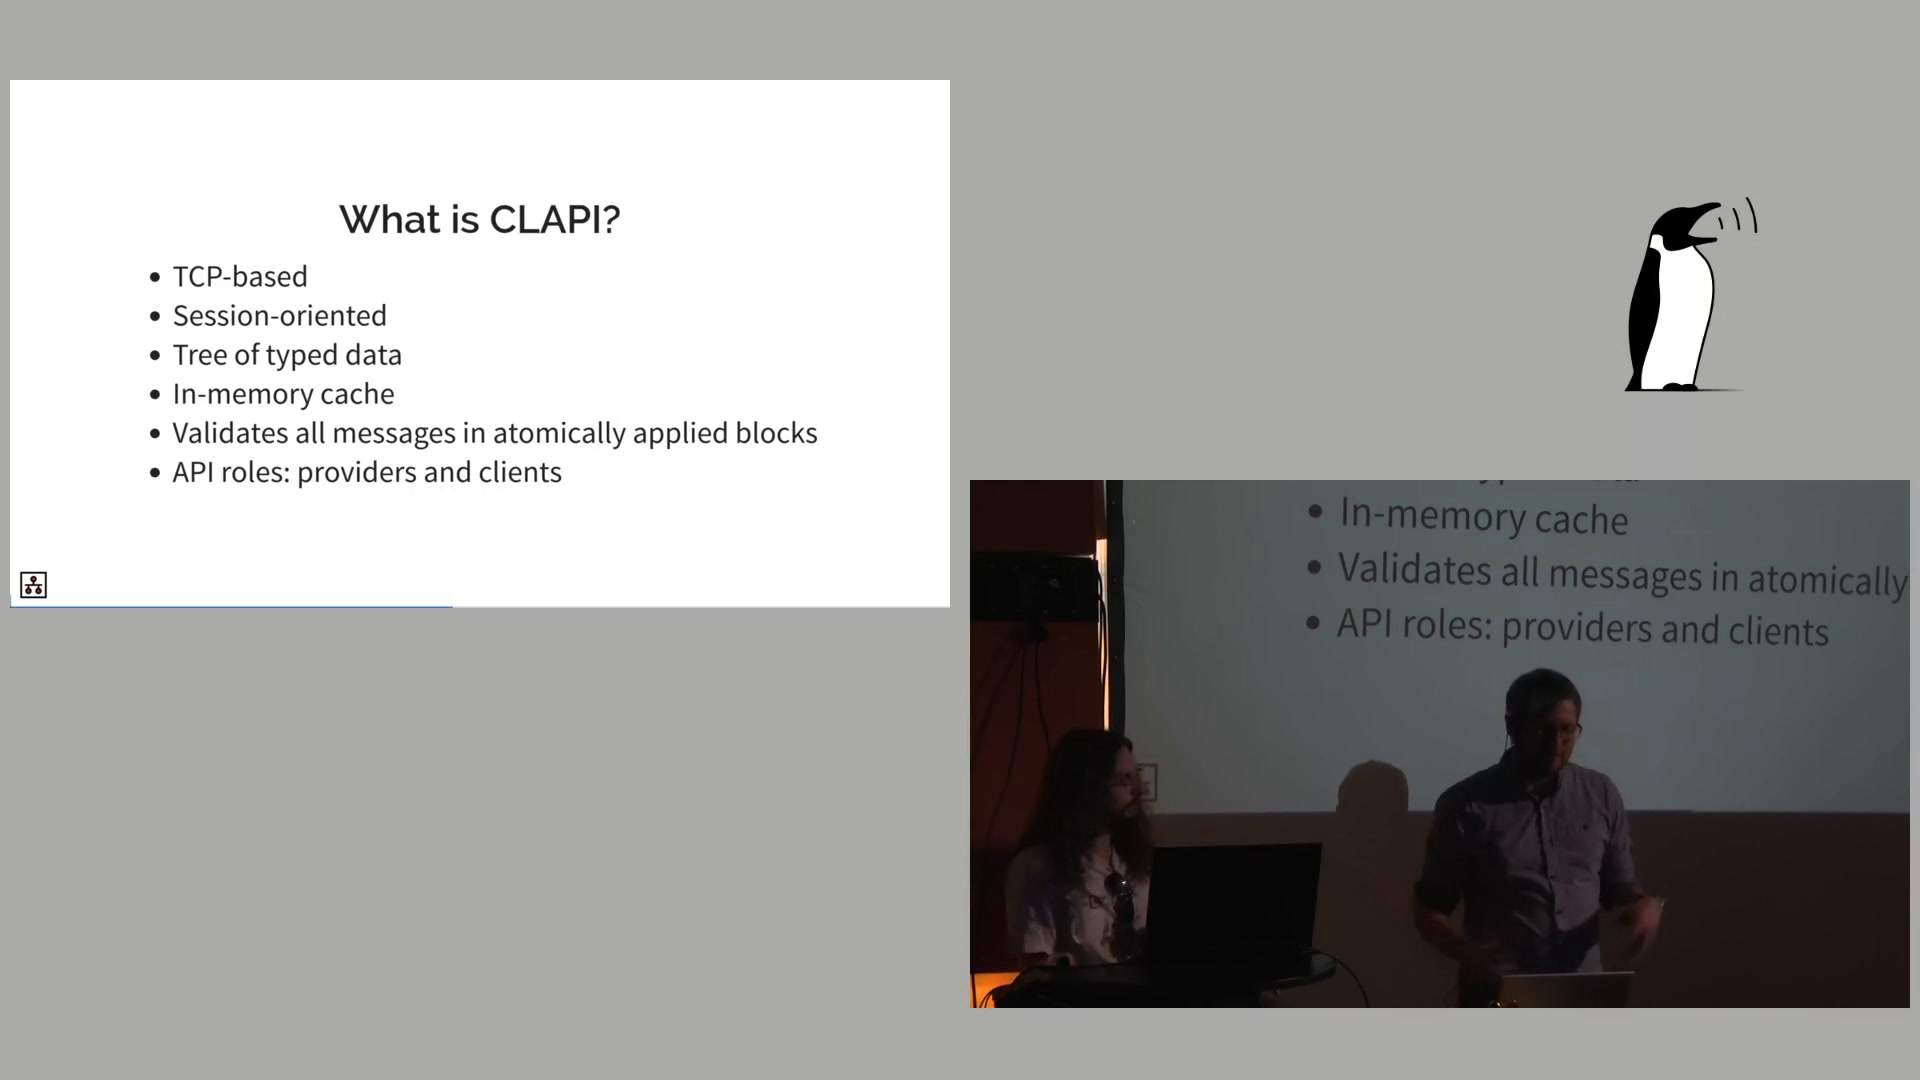 What is CLAPI?
TCP-based
Session-oriented
Tree of typed data
In-memory cache
Validates all messages in atomically applied blocks
API roles: providers and clients
In-memory cache
Validates all messages in atomically
API roles: providers and clients